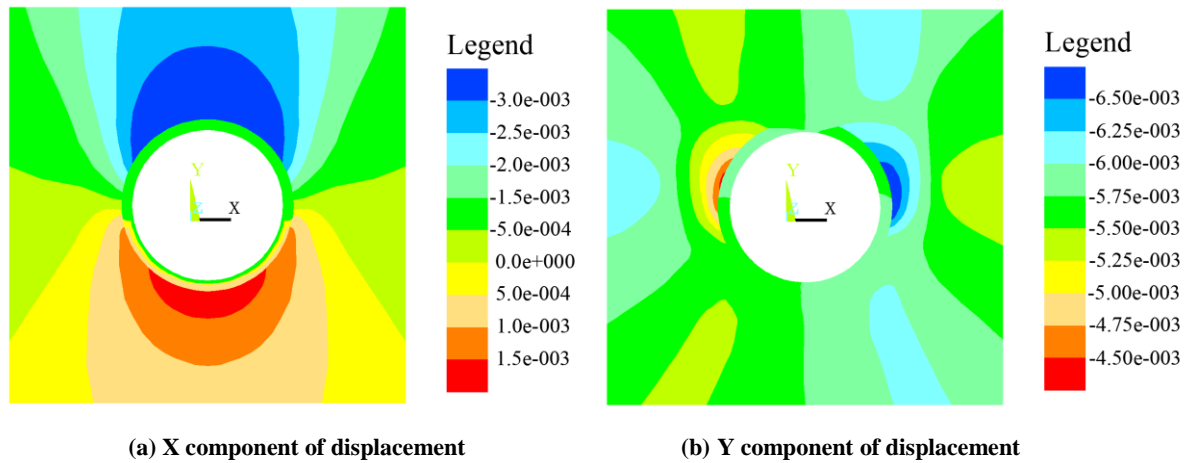 Legend
-3.0e-003
-2.5e-003
-2.0e-003
-1.5e-003
-5.0e-004
0.0e+000
5.0e-004
1.0e-003
1.5e-003
Y
Z
X
(a) X component of displacement
Legend
-6.50e-003
-6.25e-003
-6.00e-003
-5.75e-003
-5.50e-003
-5.25e-003
-5.00e-003
-4.75e-003
-4.50e-003
Y
Z
X
(b) Y component of displacement